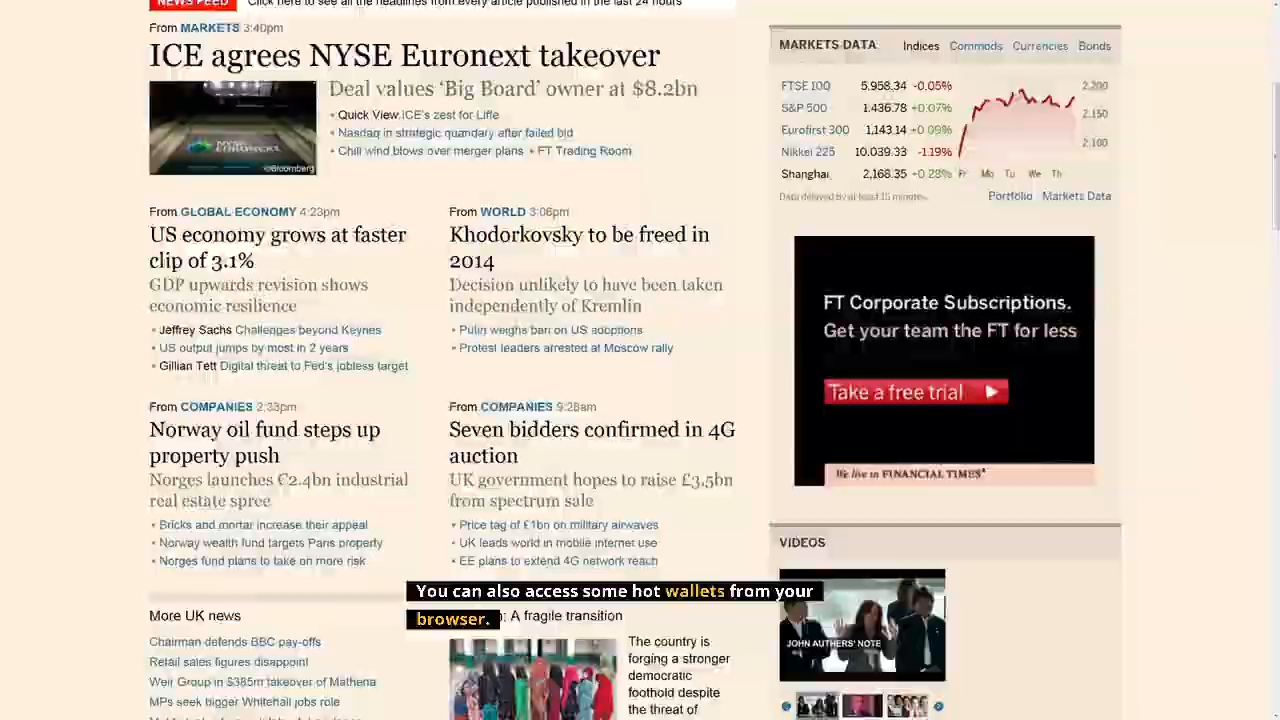 NEWS FEED Click here to see all the headlines from every article published in the last 24 hours
From MARKETS 3:40pm
ICE agrees NYSE Euronext takeover
Deal values ‘Big Board’ owner at $8.2bn
• Quick View ICE's zest for Liffe
• Nasdaq in strategic quandary after failed bid
• Chill wind blows over merger plans • FT Trading Room
NYSE EURONEXT
©Bloomberg
From GLOBAL ECONOMY 4:23pm
US economy grows at faster
clip of 3.1%
GDP upwards revision shows
economic resilience
• Jeffrey Sachs Challenges beyond Keynes
• US output jumps by most in 2 years
• Gillian Tett Digital threat to Fed's jobless target
From WORLD 3:06pm
Khodorkovsky to be freed in
2014
Decision unlikely to have been taken
independently of Kremlin
• Putin weighs ban on US adoptions
• Protest leaders arrested at Moscow rally
From COMPANIES 2:33pm
Norway oil fund steps up
property push
Norges launches €2.4bn industrial
real estate spree
• Bricks and mortar increase their appeal
• Norway wealth fund targets Paris property
• Norges fund plans to take on more risk
From COMPANIES 9:28am
Seven bidders confirmed in 4G
auction
UK government hopes to raise £3.5bn
from spectrum sale
• Price tag of £1bn on military airwaves
• UK leads world in mobile internet use
• EE plans to extend 4G network reach
You can also access some hot wallets from your
browser.
More UK news
Chairman defends BBC pay-offs
Retail sales figures disappoint
Weir Group in $385m takeover of Mathena
MPs seek bigger Whitehall jobs role
: A fragile transition
The country is
forging a stronger
democratic
foothold despite
the threat of
MARKETS DATA Indices Commods Currencies Bonds
FTSE 100 5,958.34 -0.05%
S&P 500 1,436.78 +0.07%
Eurofirst 300 1,143.14 +0.09%
Nikkei 225 10,039.33 -1.19%
Shanghai 2,168.35 +0.28%
2,200
2,150
2,100
Fr Mo Tu We Th
Data delayed by at least 15 minutes
Portfolio Markets Data
FT Corporate Subscriptions.
Get your team the FT for less
Take a free trial
We live in FINANCIAL TIMES®
VIDEOS
JOHN AUTHERS' NOTE